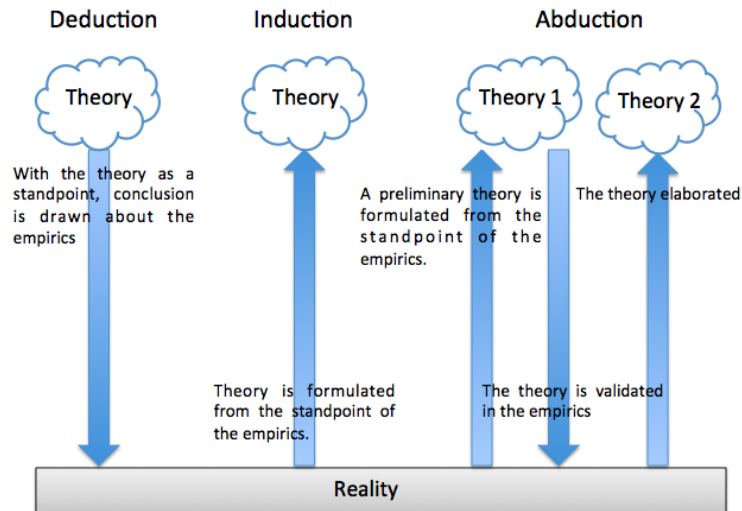 Deduction
Induction
Abduction
Theory
Theory
Theory 1
Theory 2
With the theory as a
standpoint, conclusion
is drawn about the
empirics
Theory is formulated
from the standpoint of
the empirics.
A preliminary theory is
formulated from the
standpoint of the
empirics.
The theory is validated
in the empirics
The theory elaborated
Reality